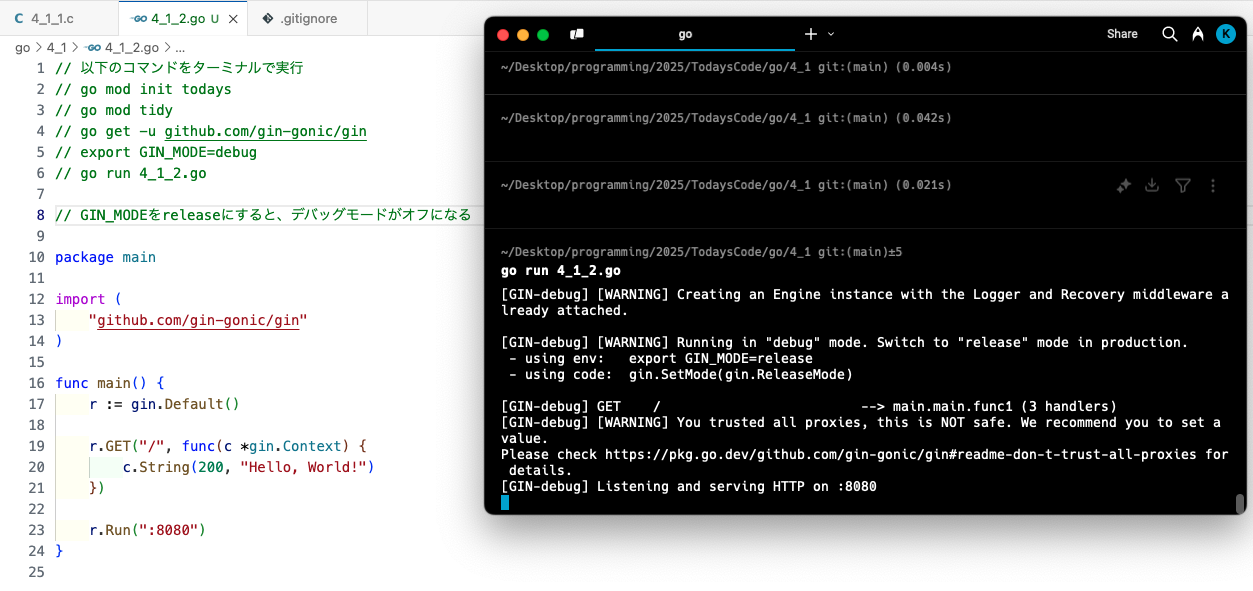 4_1_1.c
4_1_2.go U
.gitignore
go > 4_1 > 4_1_2.go > ...
1 // 以下のコマンドをターミナルで実行
2 // go mod init todays
3 // go mod tidy
4 // go get -u github.com/gin-gonic/gin
5 // export GIN_MODE=debug
6 // go run 4_1_2.go
7
8 // GIN_MODEをreleaseにすると、デバッグモードがオフになる
9
10 package main
11
12 import (
13 "github.com/gin-gonic/gin"
14 )
15
16 func main() {
17 r := gin.Default()
18
19 r.GET("/", func(c *gin.Context) {
20 c.String(200, "Hello, World!")
21 })
22
23 r.Run(":8080")
24 }
25
go
Share
K
~/Desktop/programming/2025/TodaysCode/go/4_1 git:(main) (0.004s)
~/Desktop/programming/2025/TodaysCode/go/4_1 git:(main) (0.042s)
~/Desktop/programming/2025/TodaysCode/go/4_1 git:(main) (0.021s)
~/Desktop/programming/2025/TodaysCode/go/4_1 git:(main)±5
go run 4_1_2.go
[GIN-debug] [WARNING] Creating an Engine instance with the Logger and Recovery middleware a
lready attached.
[GIN-debug] [WARNING] Running in "debug" mode. Switch to "release" mode in production.
- using env: export GIN_MODE=release
- using code: gin.SetMode(gin.ReleaseMode)
[GIN-debug] GET / --> main.main.func1 (3 handlers)
[GIN-debug] [WARNING] You trusted all proxies, this is NOT safe. We recommend you to set a
value.
Please check https://pkg.go.dev/github.com/gin-gonic/gin#readme-don-t-trust-all-proxies for
details.
[GIN-debug] Listening and serving HTTP on :8080